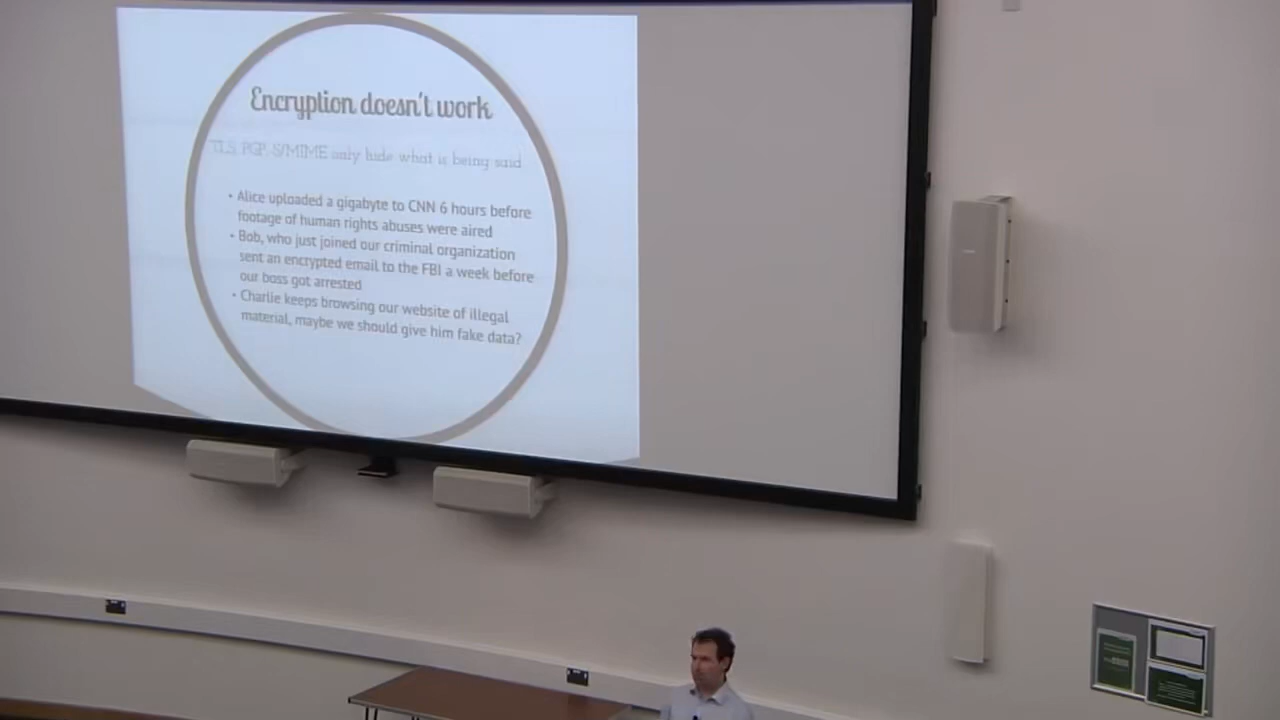 Encryption doesn't work
TLS, PGP, S/MIME only hide what is being said
• Alice uploaded a gigabyte to CNN 6 hours before
footage of human rights abuses were aired
• Bob, who just joined our criminal organization
sent an encrypted email to the FBI a week before
our boss got arrested
• Charlie keeps browsing our website of illegal
material, maybe we should give him fake data?